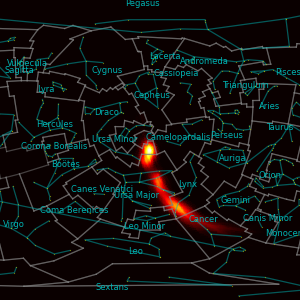 Pegasus
Lacerta
Andromeda
Vulpecula
Sagitta
Cygnus
Cassiopeia
Pisces
Lyra
Cepheus
Triangulum
Draco
Aries
Hercules
Taurus
Ursa Minor
Camelopardalis
Perseus
Corona Borealis
Auriga
Bootes
Orion
Canes Venatici
Lynx
Ursa Major
Gemini
Coma Berenices
Cancer
Canis Minor
Virgo
Leo Minor
Monoceros
Leo
Sextans